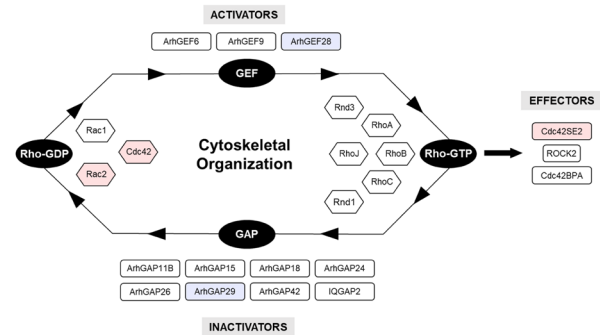 ACTIVATORS
ArhGEF6 ArhGEF9 ArhGEF28
GEF
EFFECTORS
Rnd3
Rac1 RhoA
Cdc42SE2
Rho-GDP Cdc42 Cytoskeletal RhoJ RhoB Rho-GTP ROCK2
Organization
Rac2 RhoC Cdc42BPA
Rnd1
GAP
ArhGAP11B ArhGAP15 ArhGAP18 ArhGAP24
ArhGAP26 ArhGAP29 ArhGAP42 IQGAP2
INACTIVATORS